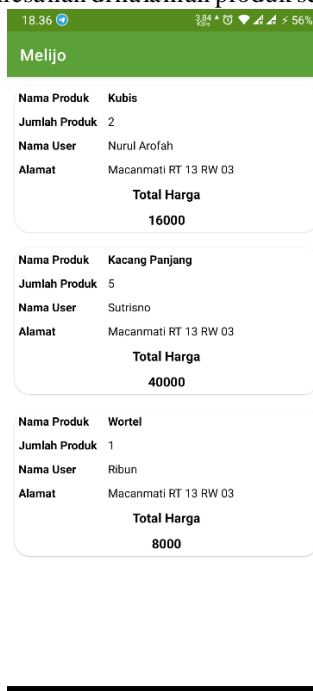 18.36 3,84 KB/s 56%
Melijo
Nama Produk Kubis
Jumlah Produk 2
Nama User Nurul Arofah
Alamat Macanmati RT 13 RW 03
Total Harga
16000
Nama Produk Kacang Panjang
Jumlah Produk 5
Nama User Sutrisno
Alamat Macanmati RT 13 RW 03
Total Harga
40000
Nama Produk Wortel
Jumlah Produk 1
Nama User Ribun
Alamat Macanmati RT 13 RW 03
Total Harga
8000